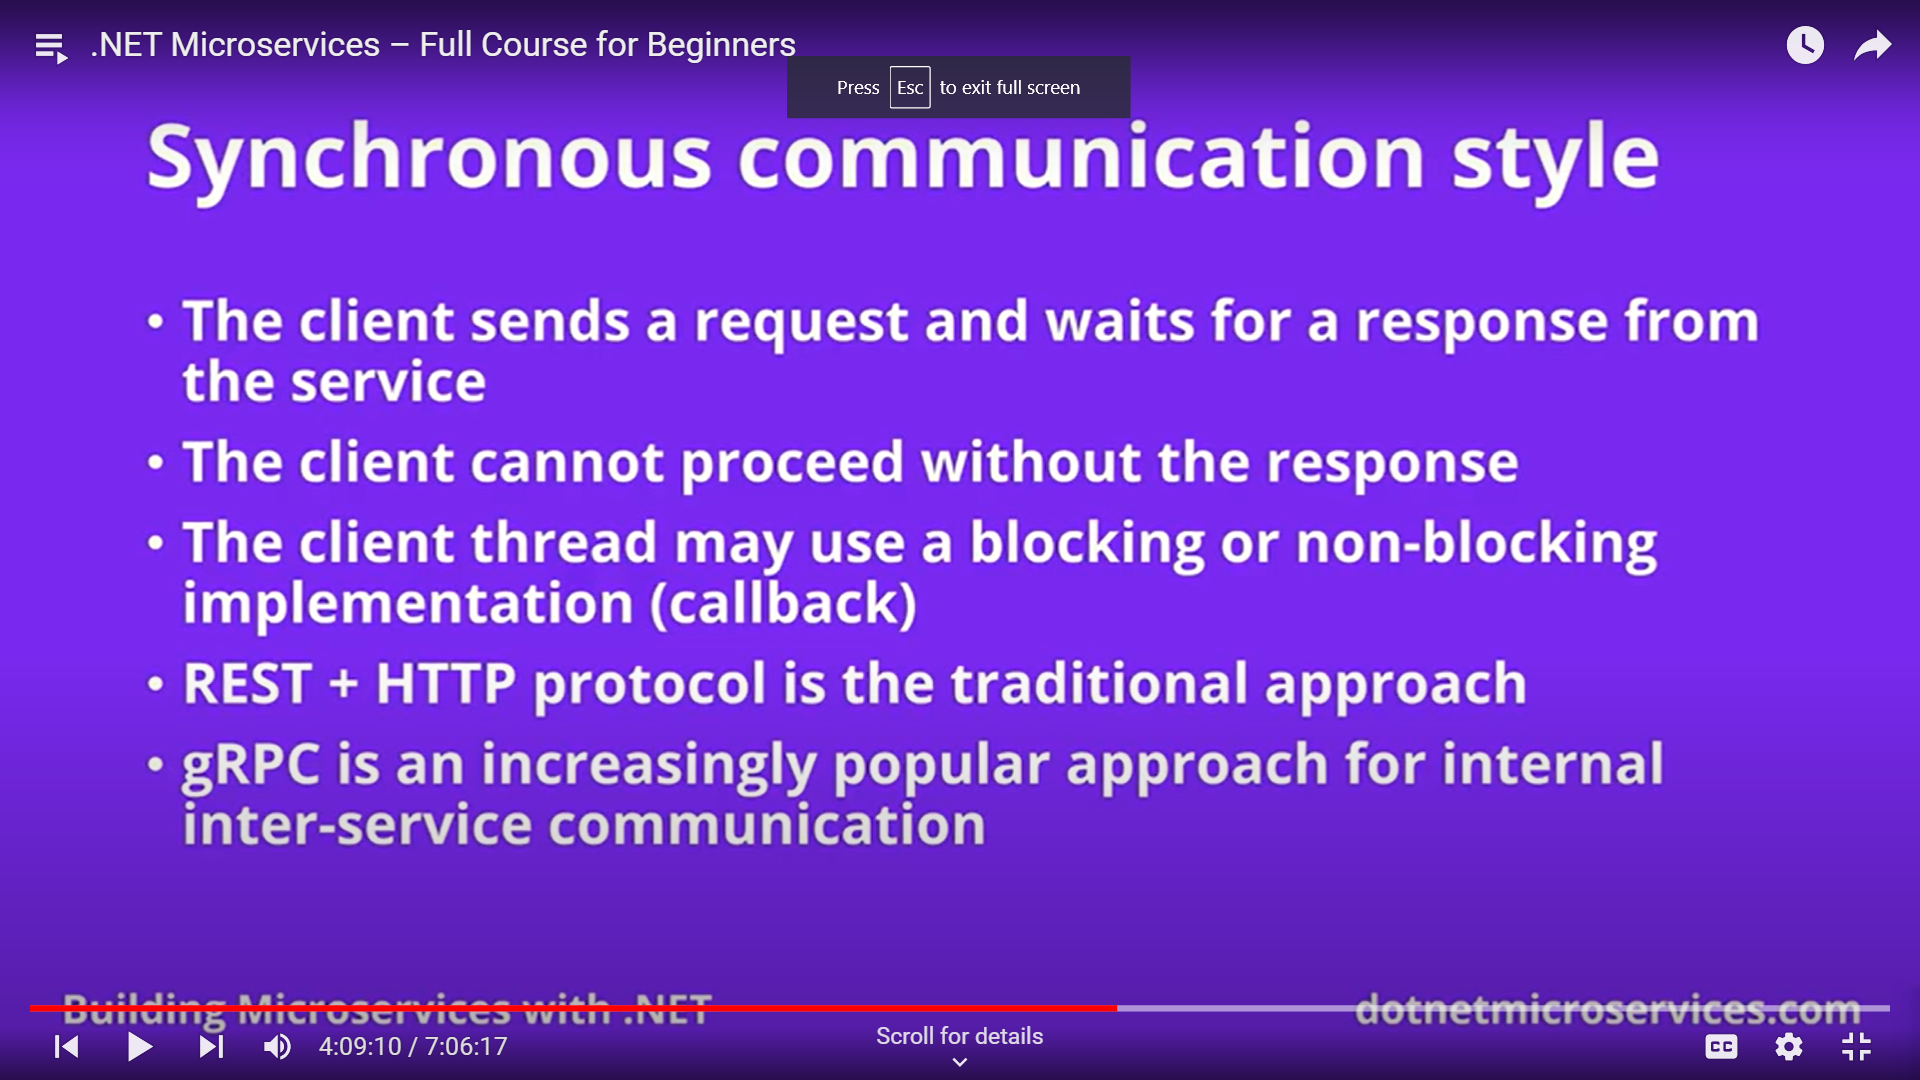 .NET Microservices – Full Course for Beginners
Press Esc to exit full screen
Synchronous communication style
• The client sends a request and waits for a response from
the service
• The client cannot proceed without the response
• The client thread may use a blocking or non-blocking
implementation (callback)
• REST + HTTP protocol is the traditional approach
• gRPC is an increasingly popular approach for internal
inter-service communication
Building Microservices with .NET
dotnetmicroservices.com
4:09:10 / 7:06:17
Scroll for details
CC